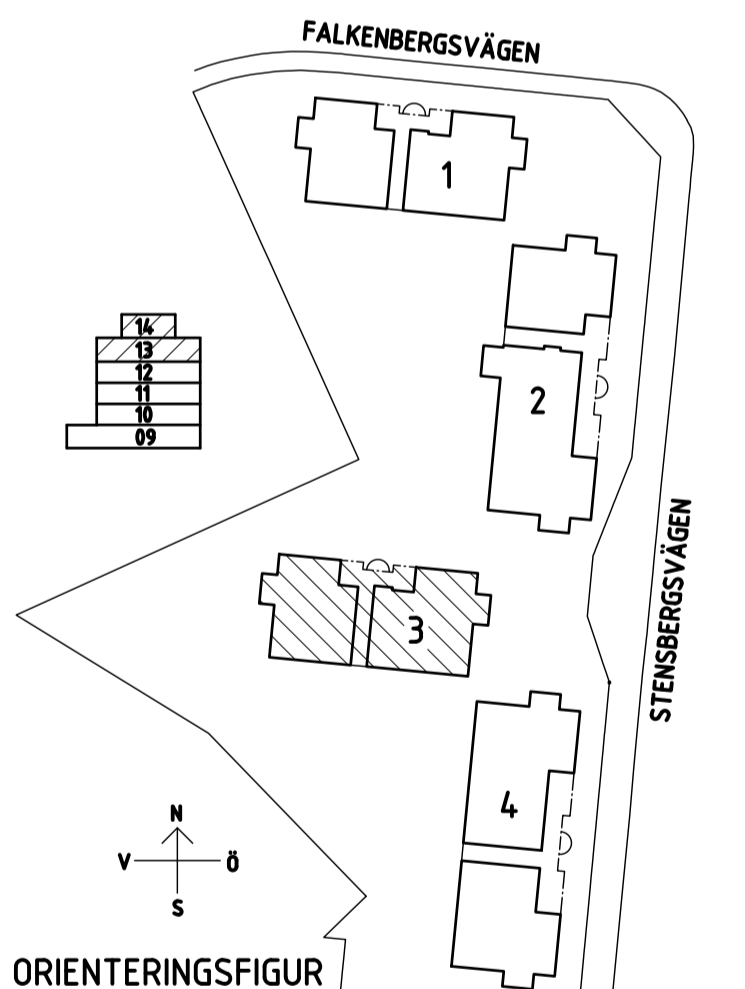 FALKENBERGSVÄGEN
1
14
13
12
11
10
09
2
STENSBERGSVÄGEN
3
4
N
V Ö
S
ORIENTERINGSFIGUR